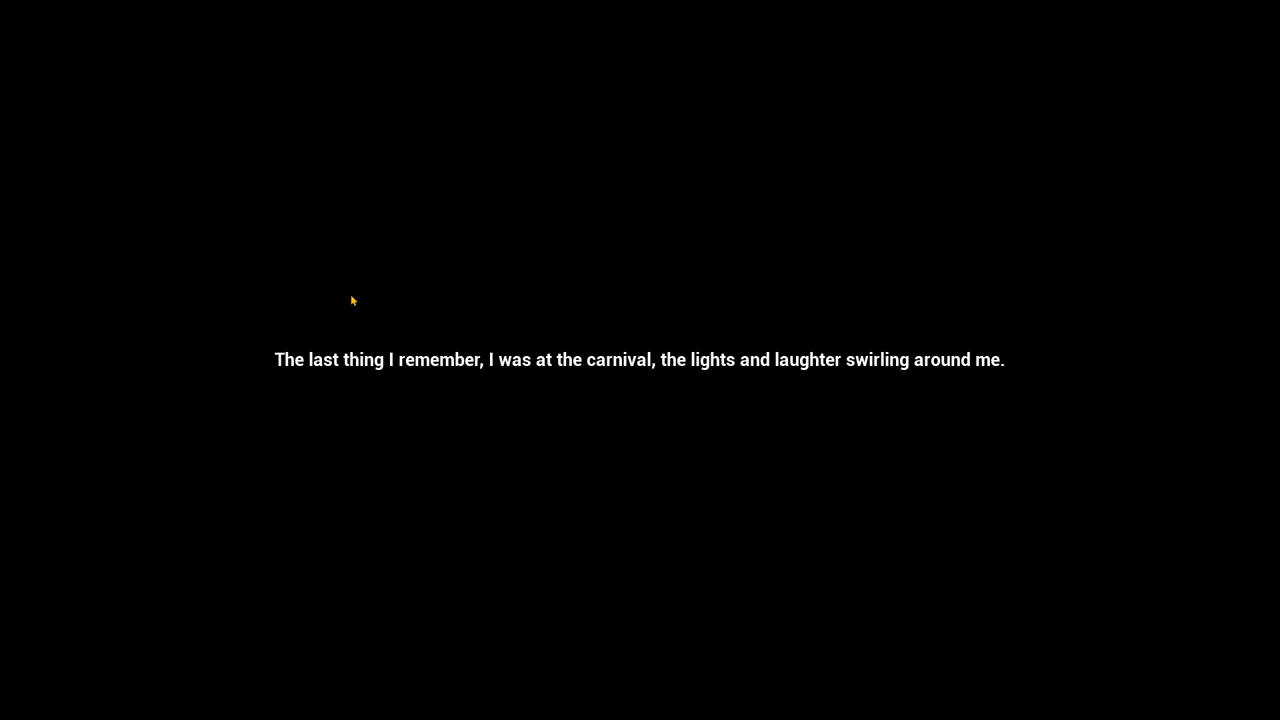 The last thing I remember, I was at the carnival, the lights and laughter swirling around me.